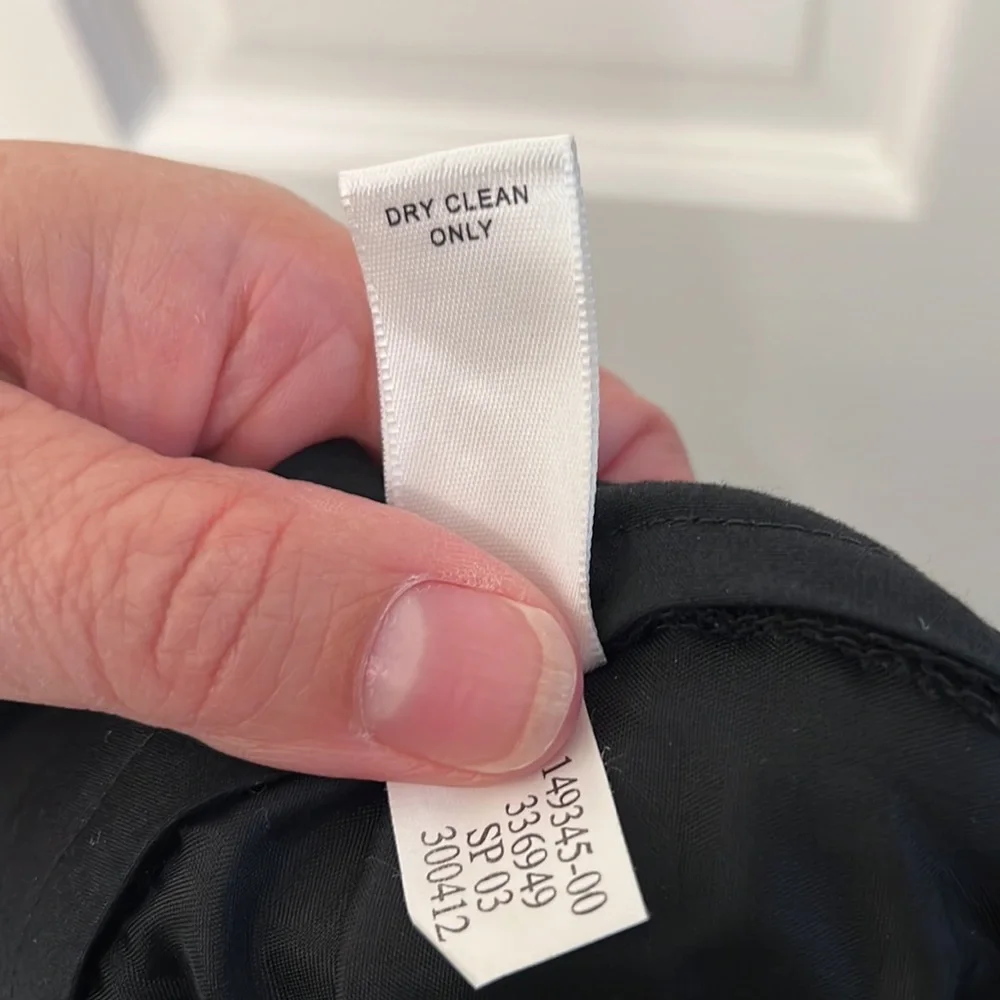 DRY CLEAN
ONLY
149345-00
336949
SP 03
300412